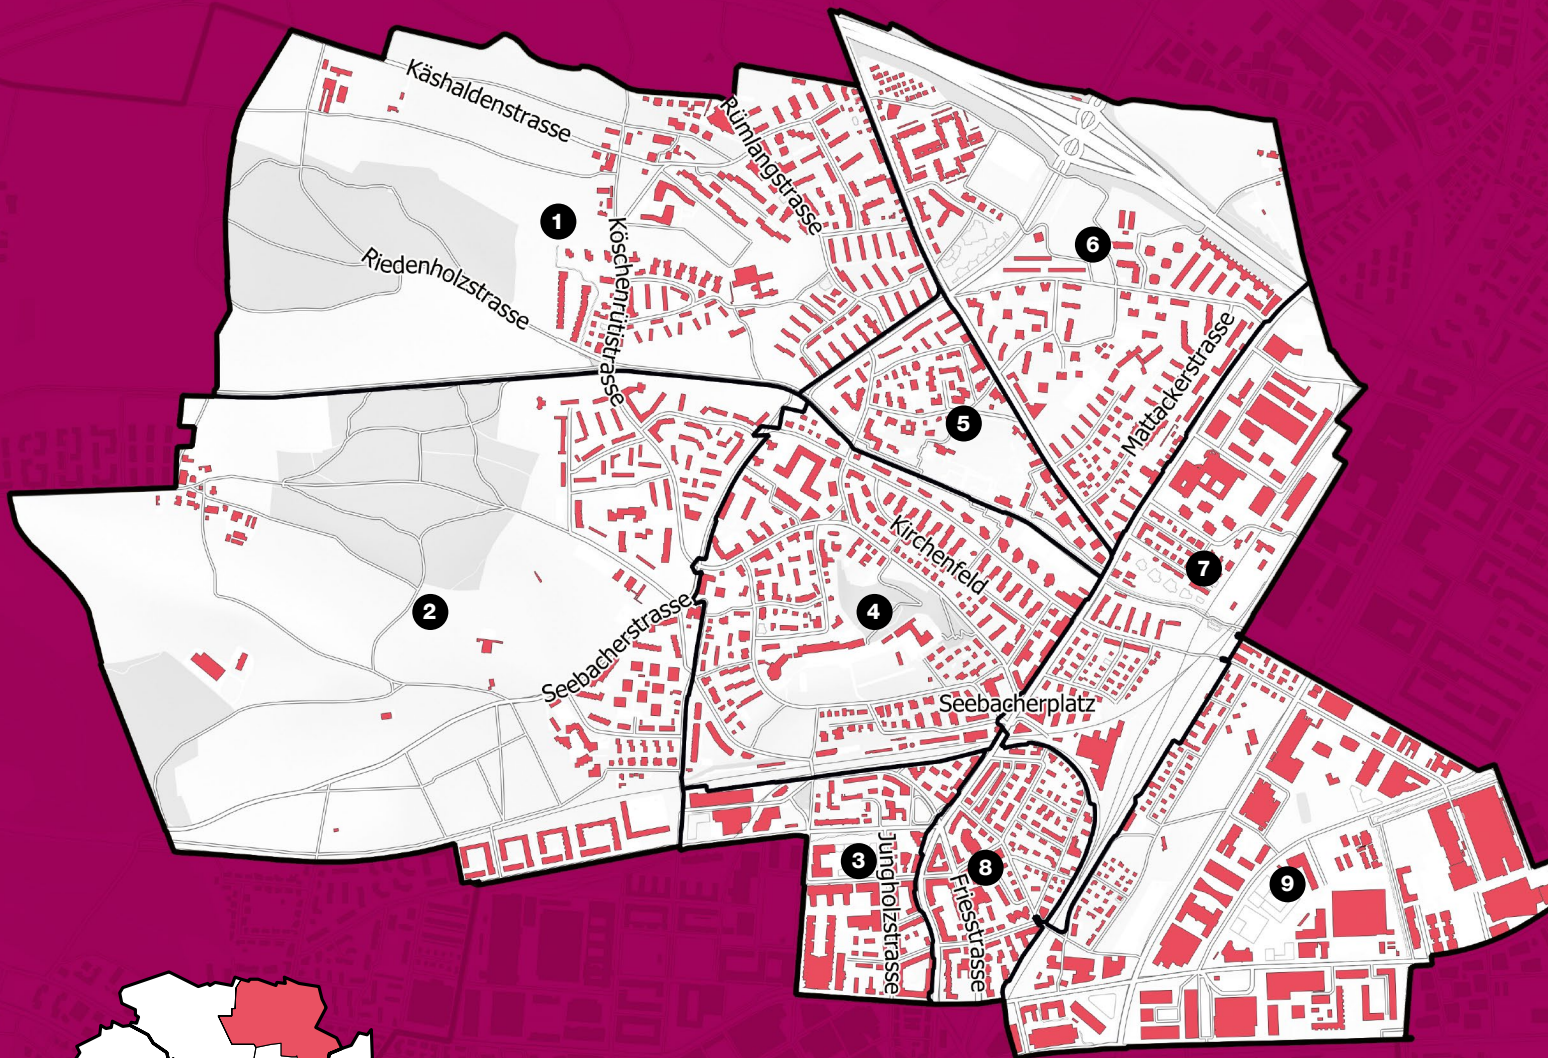 Käshaldenstrasse
Rümlangstrasse
1
Köschenrütistrasse
6
Riedenholzstrasse
Mattackerstrasse
5
Kirchenfeld
7
2
4
Seebacherstrasse
Seebacherplatz
3
Jungholzstrasse
8
Friesstrasse
9